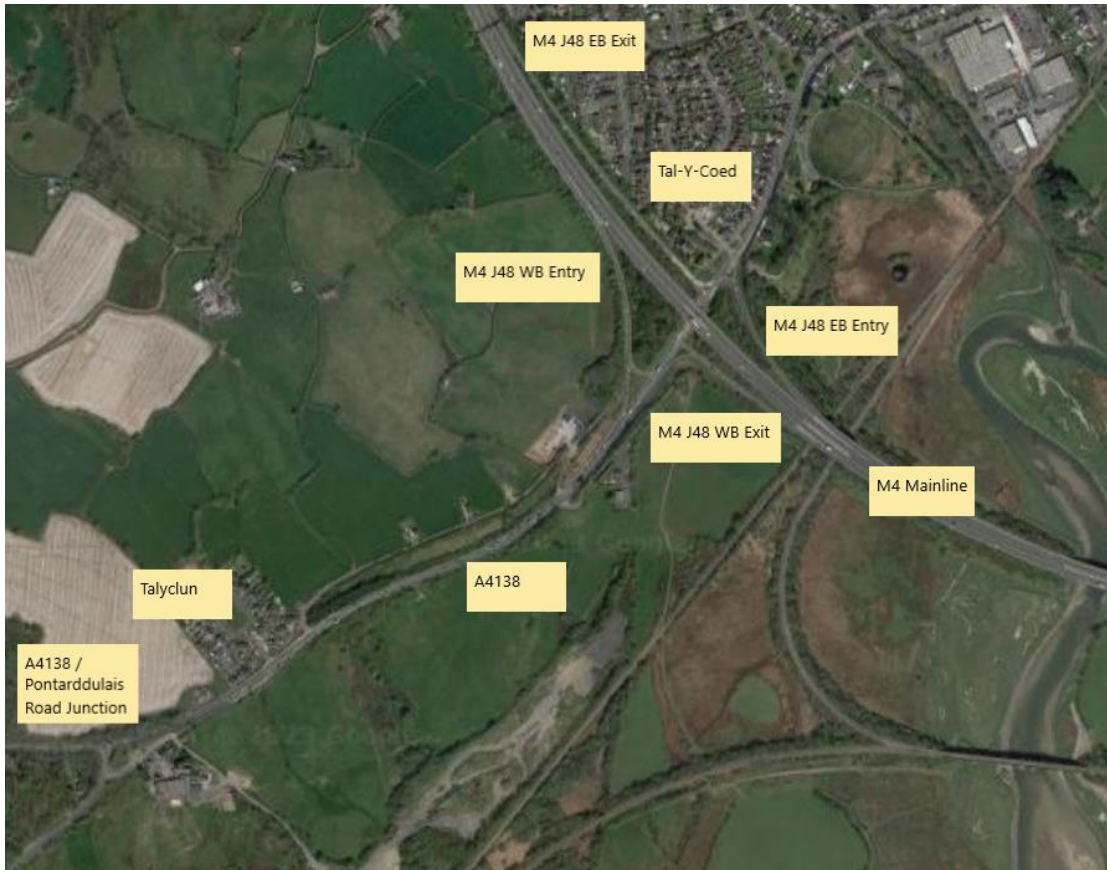 M4 J48 EB Exit
Tal-Y-Coed
M4 J48 WB Entry
M4 J48 EB Entry
M4 J48 WB Exit
M4 Mainline
A4138
Talyclun
A4138 /
Pontarddulais
Road Junction